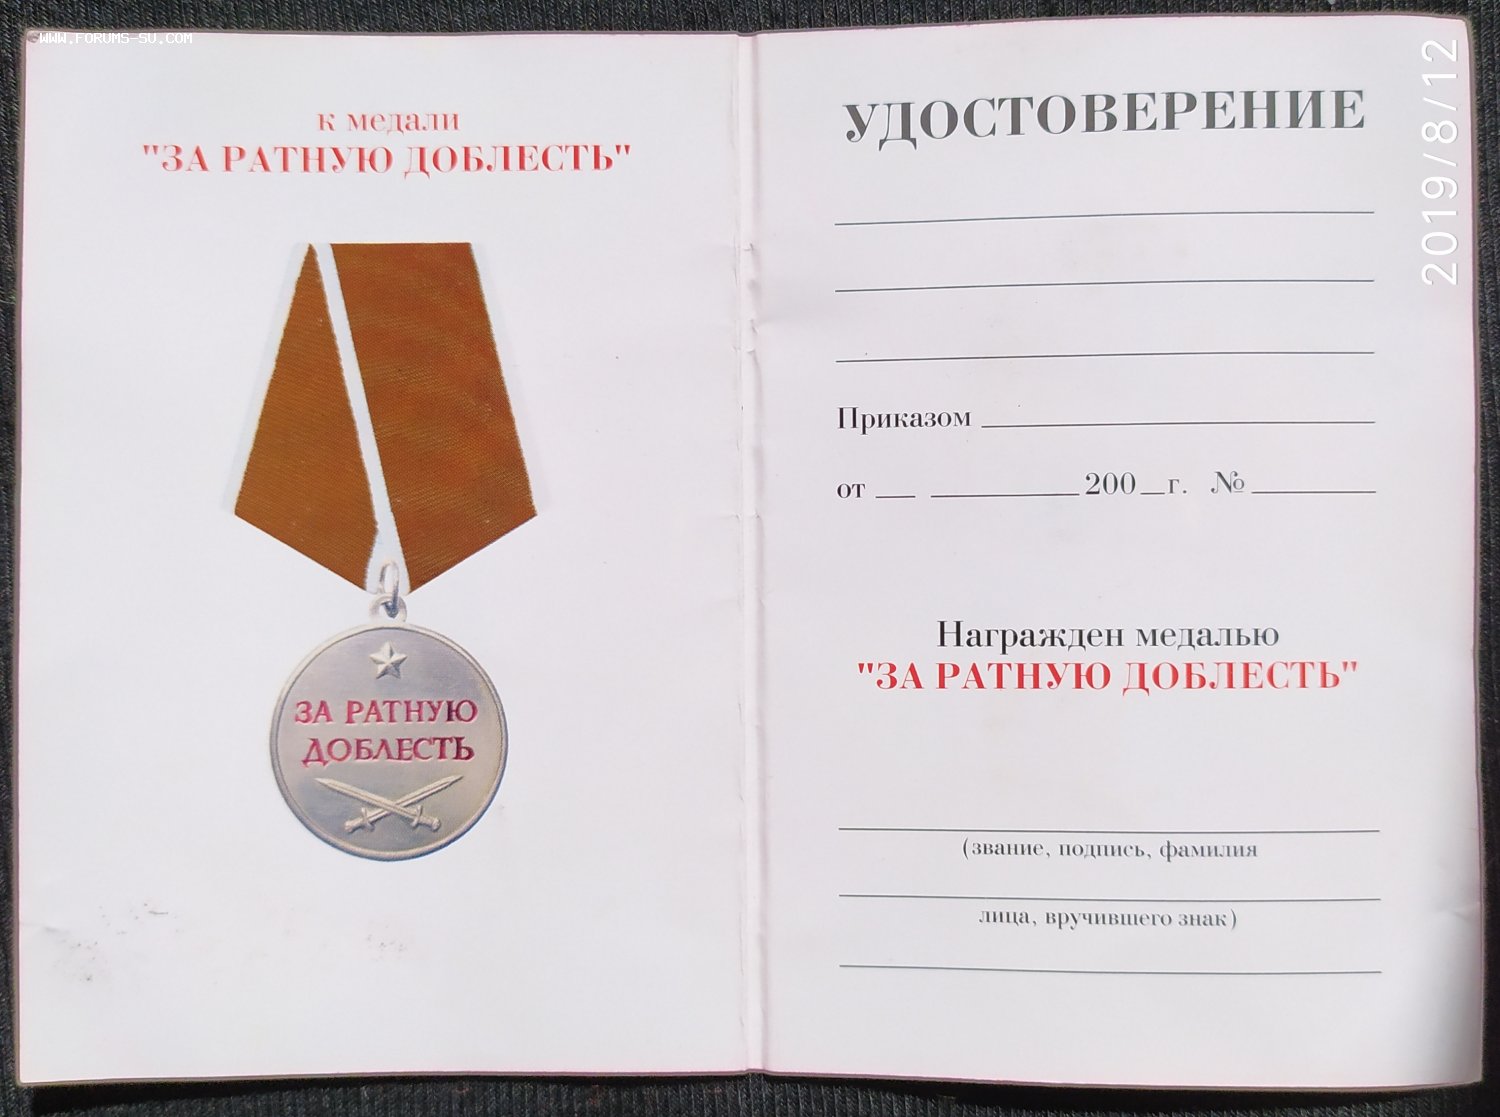 WWW.FORUMS-SU.COM
к медали
"ЗА РАТНУЮ ДОБЛЕСТЬ"
ЗА РАТНУЮ
ДОБЛЕСТЬ
УДОСТОВЕРЕНИЕ
Приказом
от 200 г. №
Награжден медалью
"ЗА РАТНУЮ ДОБЛЕСТЬ"
(звание, подпись, фамилия
лица, вручившего знак)
2019/8/12